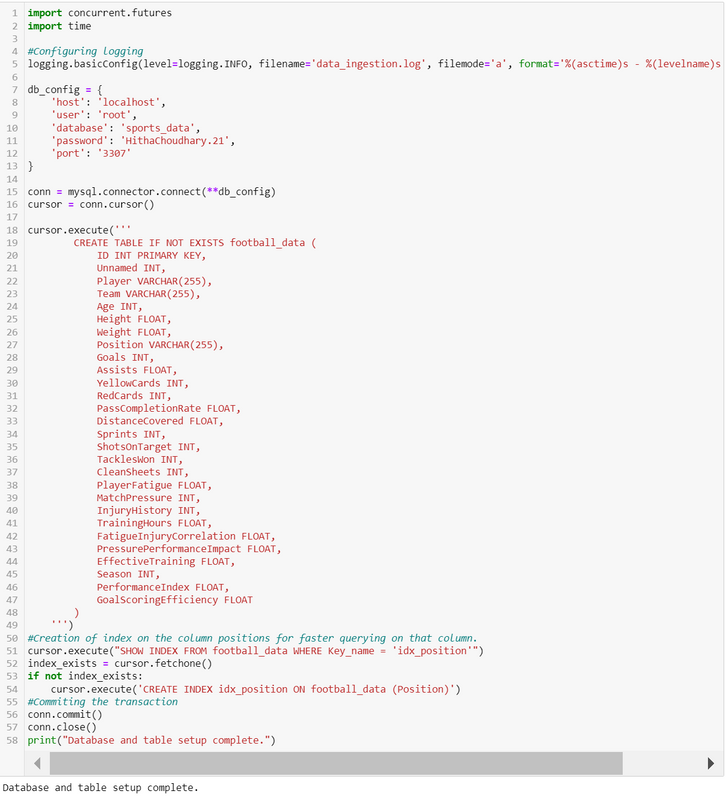 1 import concurrent.futures
2 import time
3
4 #Configuring logging
5 logging.basicConfig(level=logging.INFO, filename='data_ingestion.log', filemode='a', format='%(asctime)s - %(levelname)s
6
7 db_config = {
8     'host': 'localhost',
9     'user': 'root',
10     'database': 'sports_data',
11     'password': 'HithaChoudhary.21',
12     'port': '3307'
13 }
14
15 conn = mysql.connector.connect(**db_config)
16 cursor = conn.cursor()
17
18 cursor.execute('''
19         CREATE TABLE IF NOT EXISTS football_data (
20             ID INT PRIMARY KEY,
21             Unnamed INT,
22             Player VARCHAR(255),
23             Team VARCHAR(255),
24             Age INT,
25             Height FLOAT,
26             Weight FLOAT,
27             Position VARCHAR(255),
28             Goals INT,
29             Assists FLOAT,
30             YellowCards INT,
31             RedCards INT,
32             PassCompletionRate FLOAT,
33             DistanceCovered FLOAT,
34             Sprints INT,
35             ShotsOnTarget INT,
36             TacklesWon INT,
37             CleanSheets INT,
38             PlayerFatigue FLOAT,
39             MatchPressure INT,
40             InjuryHistory INT,
41             TrainingHours FLOAT,
42             FatigueInjuryCorrelation FLOAT,
43             PressurePerformanceImpact FLOAT,
44             EffectiveTraining FLOAT,
45             Season INT,
46             PerformanceIndex FLOAT,
47             GoalScoringEfficiency FLOAT
48         )
49     ''')
50 #Creation of index on the column positions for faster querying on that column.
51 cursor.execute("SHOW INDEX FROM football_data WHERE Key_name = 'idx_position'")
52 index_exists = cursor.fetchone()
53 if not index_exists:
54     cursor.execute('CREATE INDEX idx_position ON football_data (Position)')
55 #Commiting the transaction
56 conn.commit()
57 conn.close()
58 print("Database and table setup complete.")
Database and table setup complete.